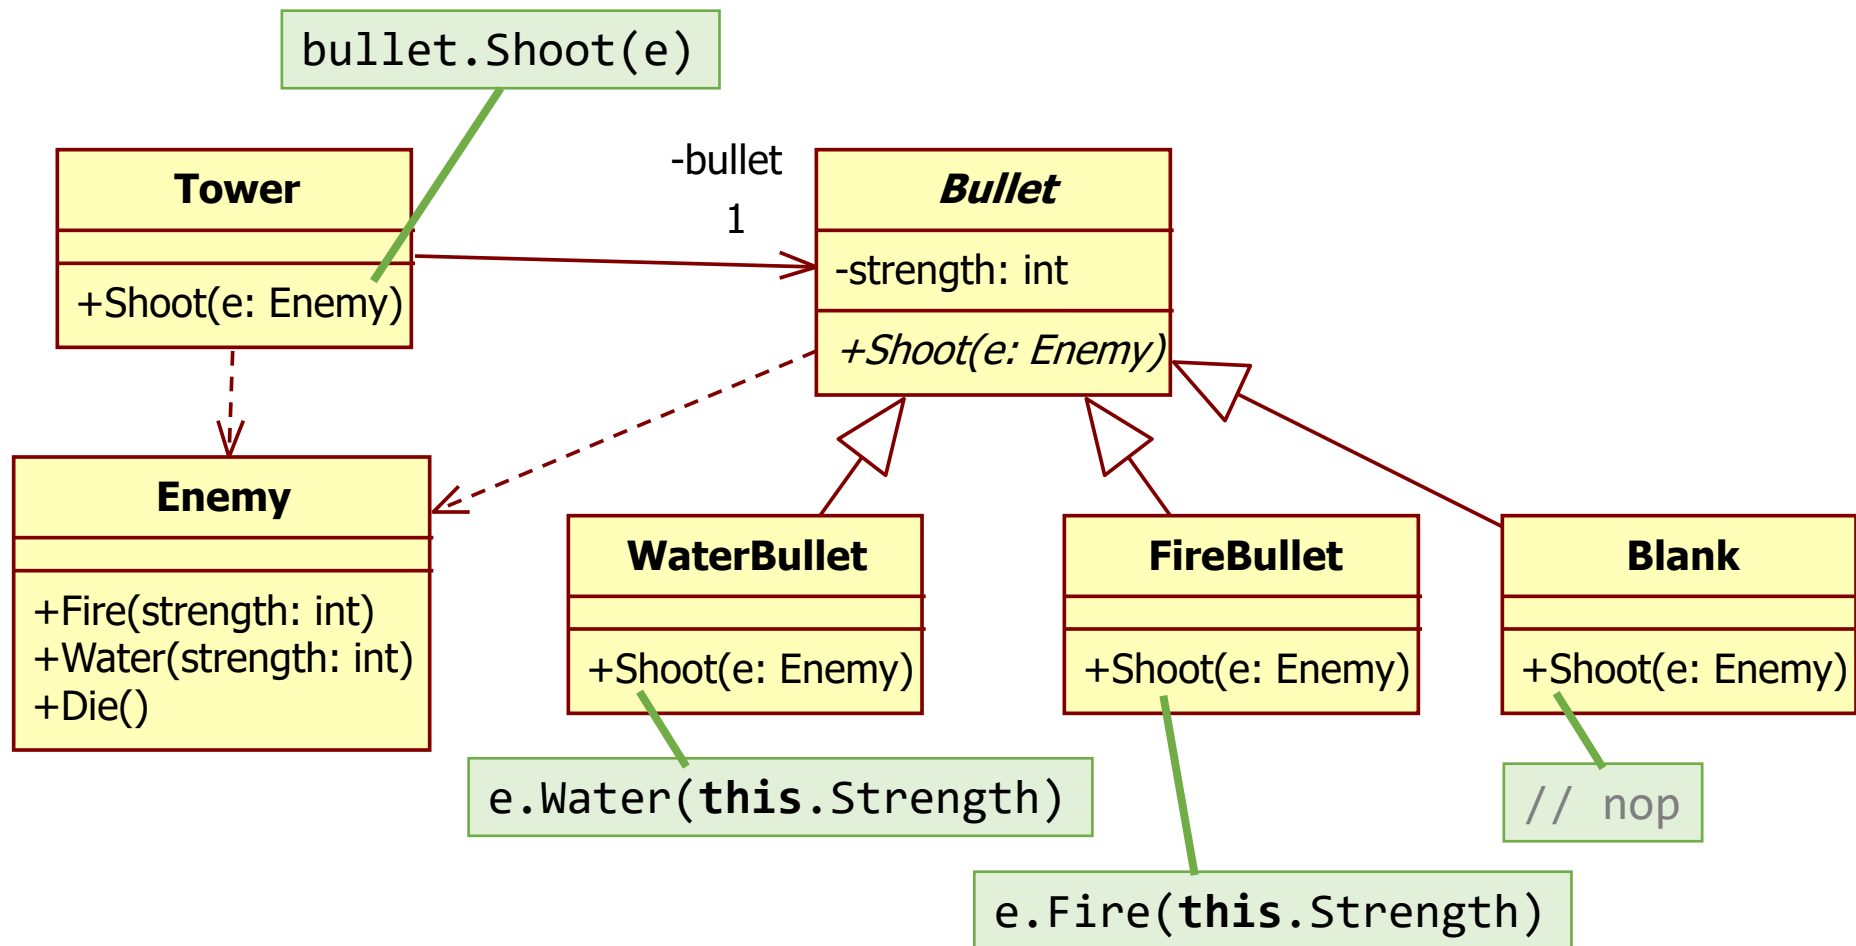 bullet.Shoot(e)
Tower
+Shoot(e: Enemy)
-bullet
1
Bullet
-strength: int
+Shoot(e: Enemy)
Enemy
+Fire(strength: int)
+Water(strength: int)
+Die()
WaterBullet
+Shoot(e: Enemy)
FireBullet
+Shoot(e: Enemy)
Blank
+Shoot(e: Enemy)
e.Water(this.Strength)
// nop
e.Fire(this.Strength)